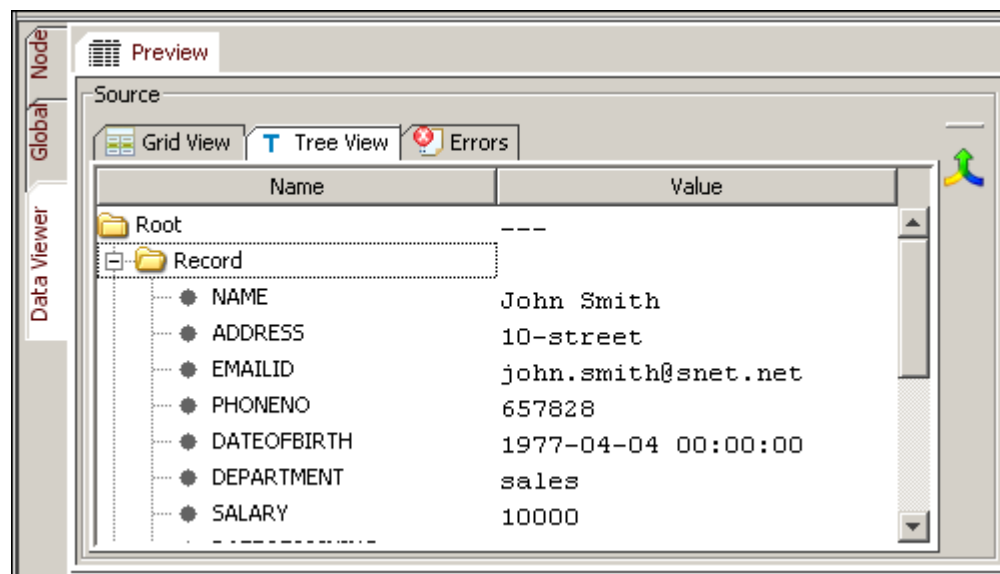 Node
Global
Data Viewer
Preview
Source
Grid View Tree View Errors
Name Value
Root ---
Record
NAME John Smith
ADDRESS 10-street
EMAILID john.smith@snet.net
PHONENO 657828
DATEOFBIRTH 1977-04-04 00:00:00
DEPARTMENT sales
SALARY 10000